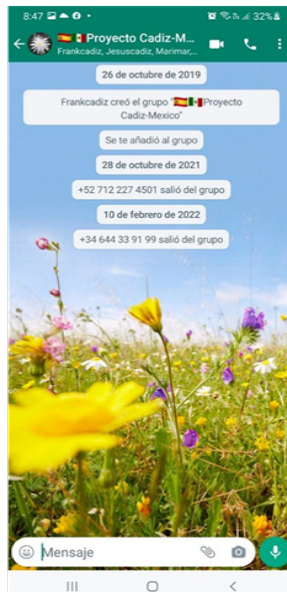 8:47 32%
Proyecto Cadiz-M...
Frankcadiz, Jesuscadiz, Marimar,...
26 de octubre de 2019
Frankcadiz creó el grupo "🇪🇸🇲🇽Proyecto
Cadiz-Mexico"
Se te añadió al grupo
28 de octubre de 2021
+52 712 227 4501 salió del grupo
10 de febrero de 2022
+34 644 33 91 99 salió del grupo
Mensaje